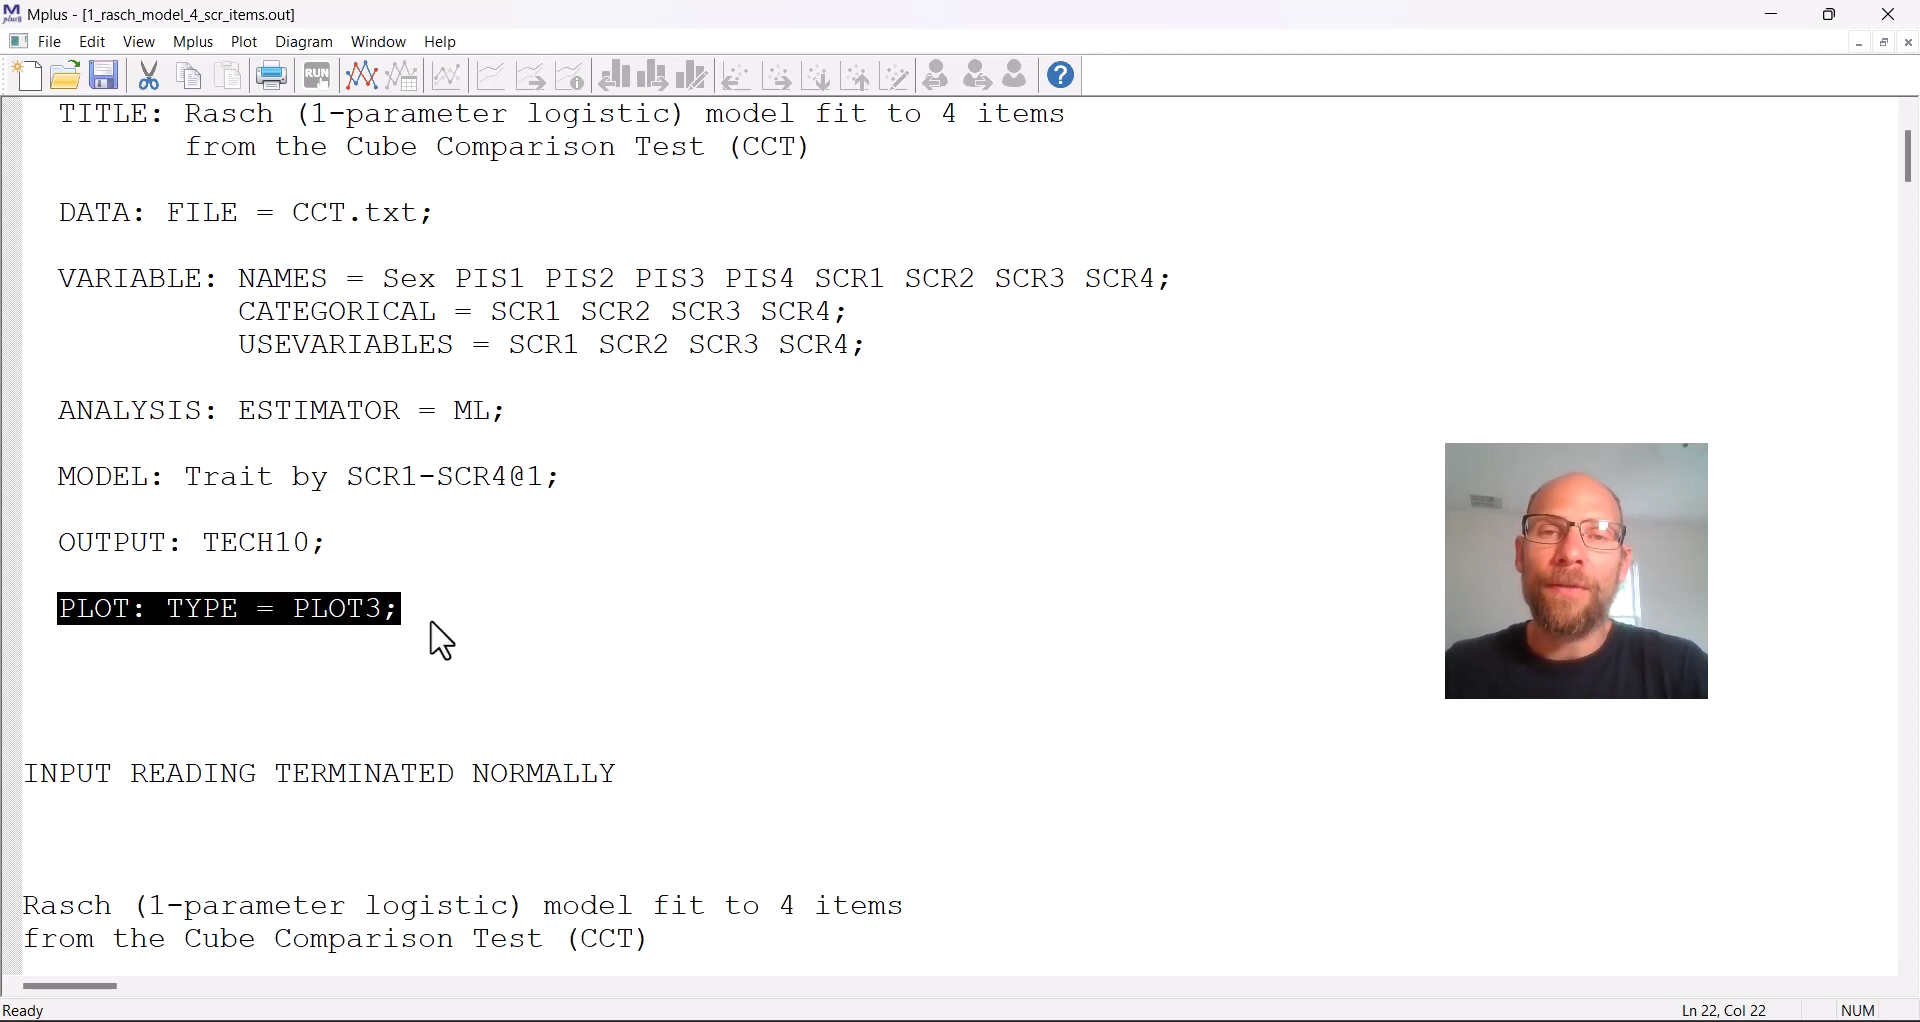 Mplus - [1_rasch_model_4_scr_items.out]
File Edit View Mplus Plot Diagram Window Help
RUN
TITLE: Rasch (1-parameter logistic) model fit to 4 items
from the Cube Comparison Test (CCT)
DATA: FILE = CCT.txt;
VARIABLE: NAMES = Sex PIS1 PIS2 PIS3 PIS4 SCR1 SCR2 SCR3 SCR4;
CATEGORICAL = SCR1 SCR2 SCR3 SCR4;
USEVARIABLES = SCR1 SCR2 SCR3 SCR4;
ANALYSIS: ESTIMATOR = ML;
MODEL: Trait by SCR1-SCR4@1;
OUTPUT: TECH10;
PLOT: TYPE = PLOT3;
INPUT READING TERMINATED NORMALLY
Rasch (1-parameter logistic) model fit to 4 items
from the Cube Comparison Test (CCT)
Ready Ln 22, Col 22 NUM